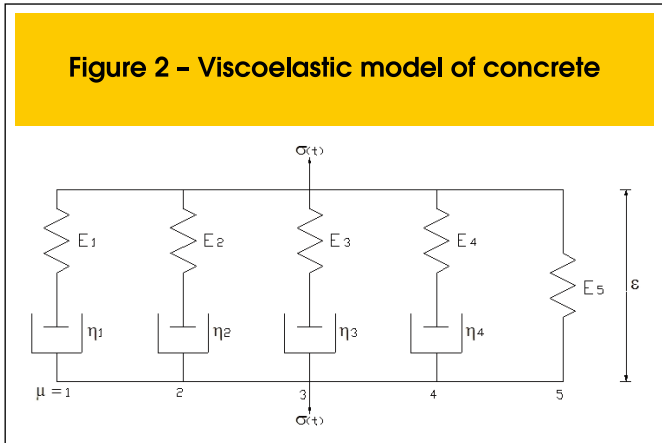 Figure 2 – Viscoelastic model of concrete
σ(t)
E1 E2 E3 E4 E5 ε
η1 η2 η3 η4
μ = 1 2 3 4 5
σ(t)